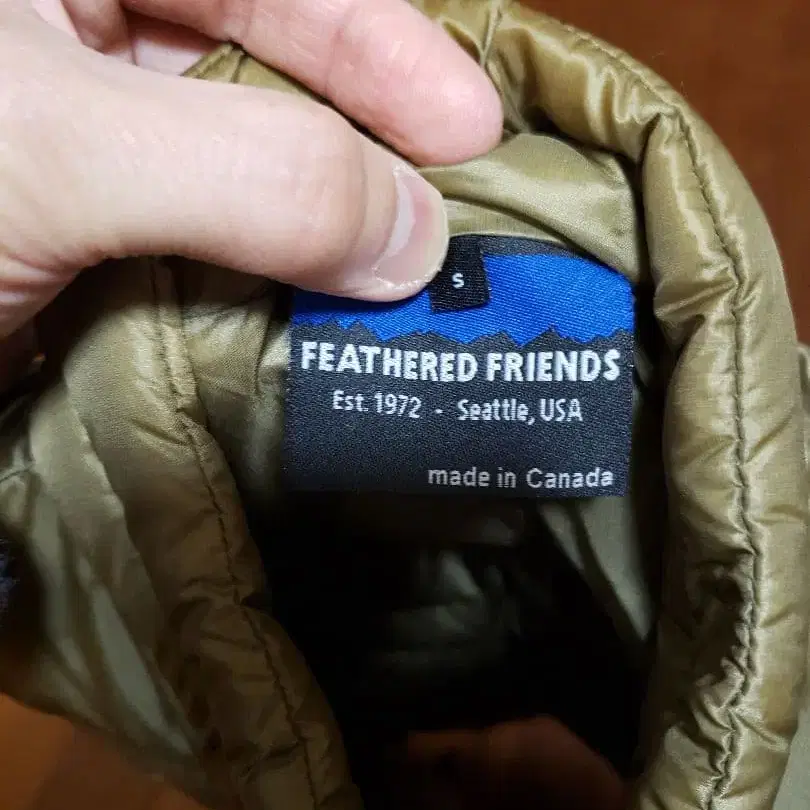 S
FEATHERED FRIENDS
Est. 1972 - Seattle, USA
made in Canada